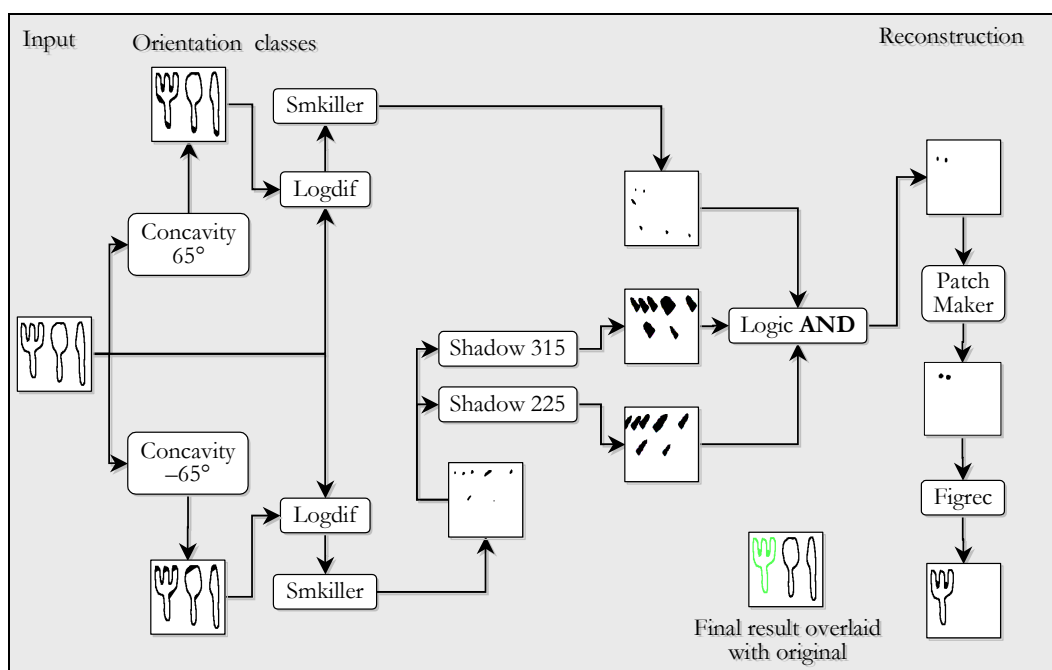 Input
Orientation classes
Reconstruction
Smkiller
Logdif
Concavity
65°
Patch
Maker
Shadow 315
Logic AND
Shadow 225
Concavity
–65°
Logdif
Figrec
Smkiller
Final result overlaid
with original